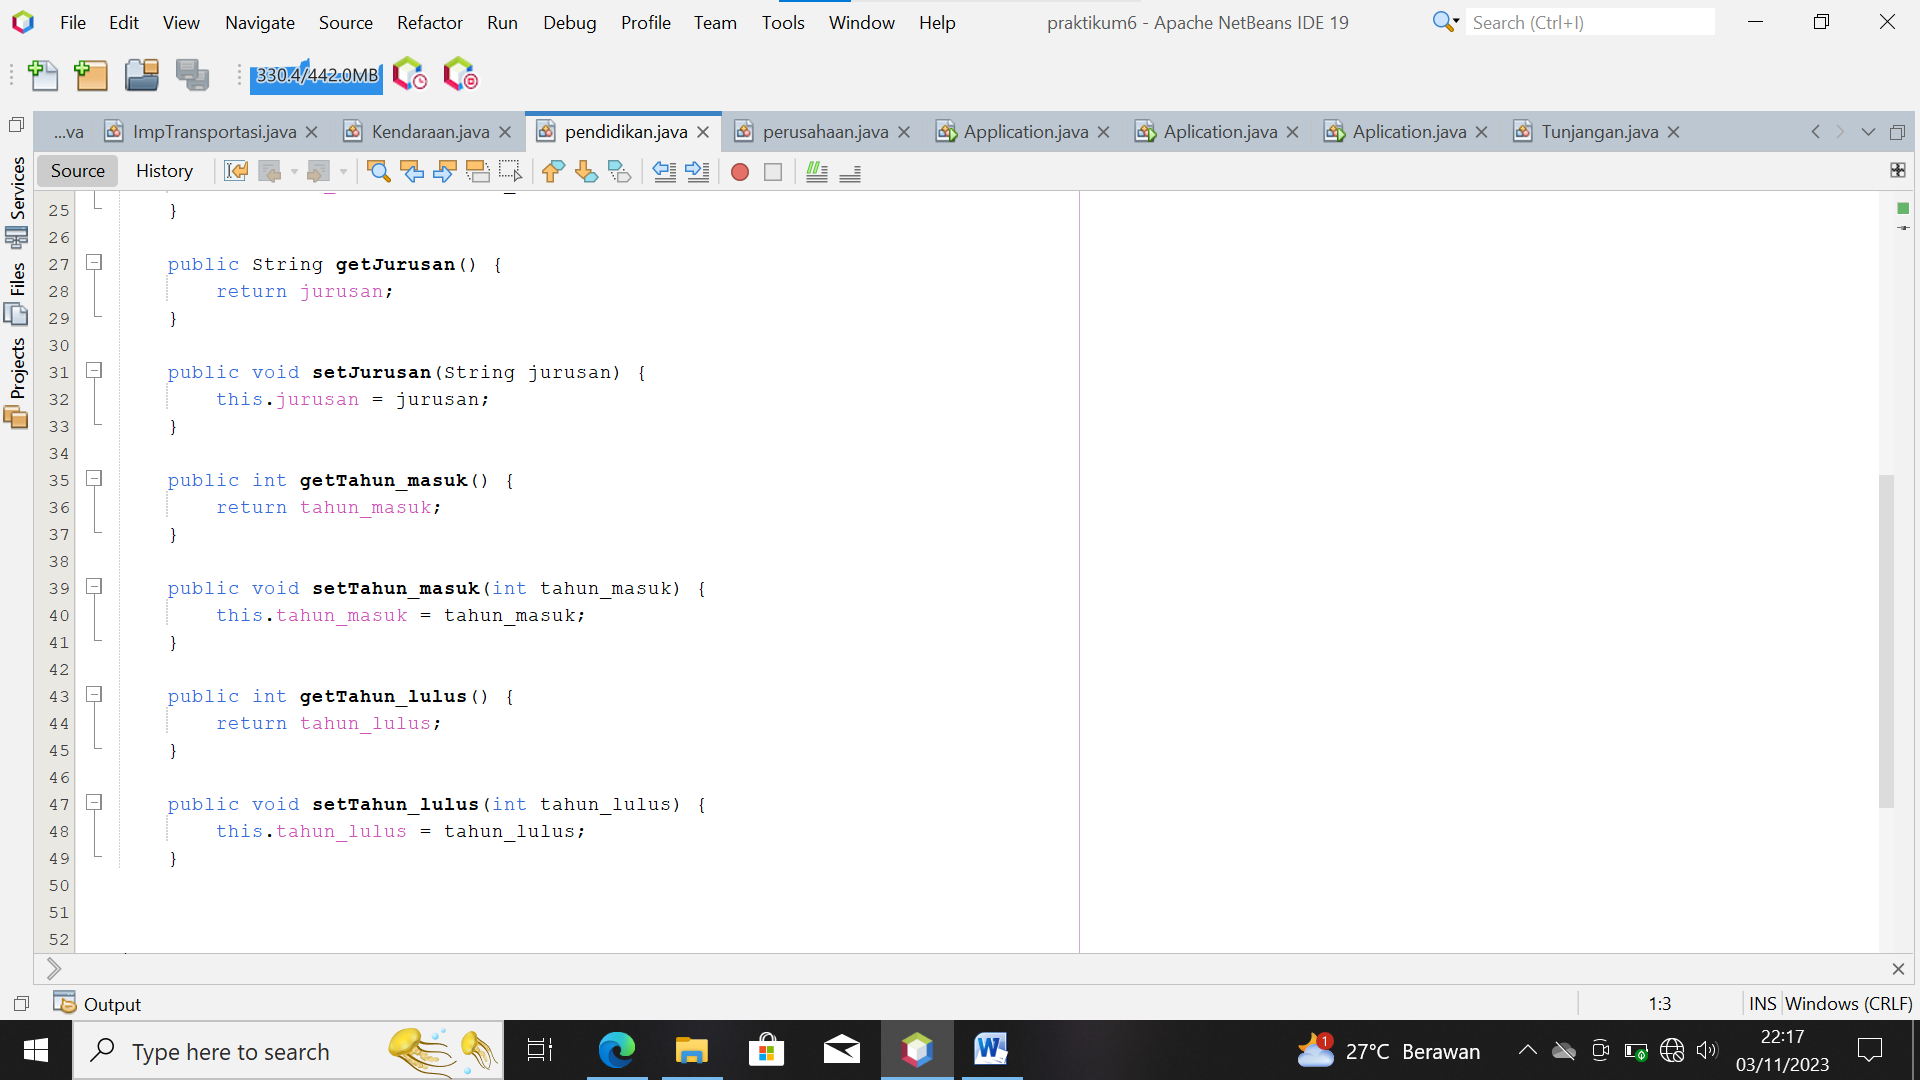 File Edit View Navigate Source Refactor Run Debug Profile Team Tools Window Help praktikum6 - Apache NetBeans IDE 19 Search (Ctrl+I)
330.4/442.0MB
...va ImpTransportasi.java Kendaraan.java pendidikan.java perusahaan.java Application.java Aplication.java Aplication.java Tunjangan.java
Source History
Services
Files
Projects
25 }
26
27 public String getJurusan() {
28 return jurusan;
29 }
30
31 public void setJurusan(String jurusan) {
32 this.jurusan = jurusan;
33 }
34
35 public int getTahun_masuk() {
36 return tahun_masuk;
37 }
38
39 public void setTahun_masuk(int tahun_masuk) {
40 this.tahun_masuk = tahun_masuk;
41 }
42
43 public int getTahun_lulus() {
44 return tahun_lulus;
45 }
46
47 public void setTahun_lulus(int tahun_lulus) {
48 this.tahun_lulus = tahun_lulus;
49 }
50
51
52
Output 1:3 INS Windows (CRLF)
Type here to search 1 27°C Berawan 22:17
03/11/2023